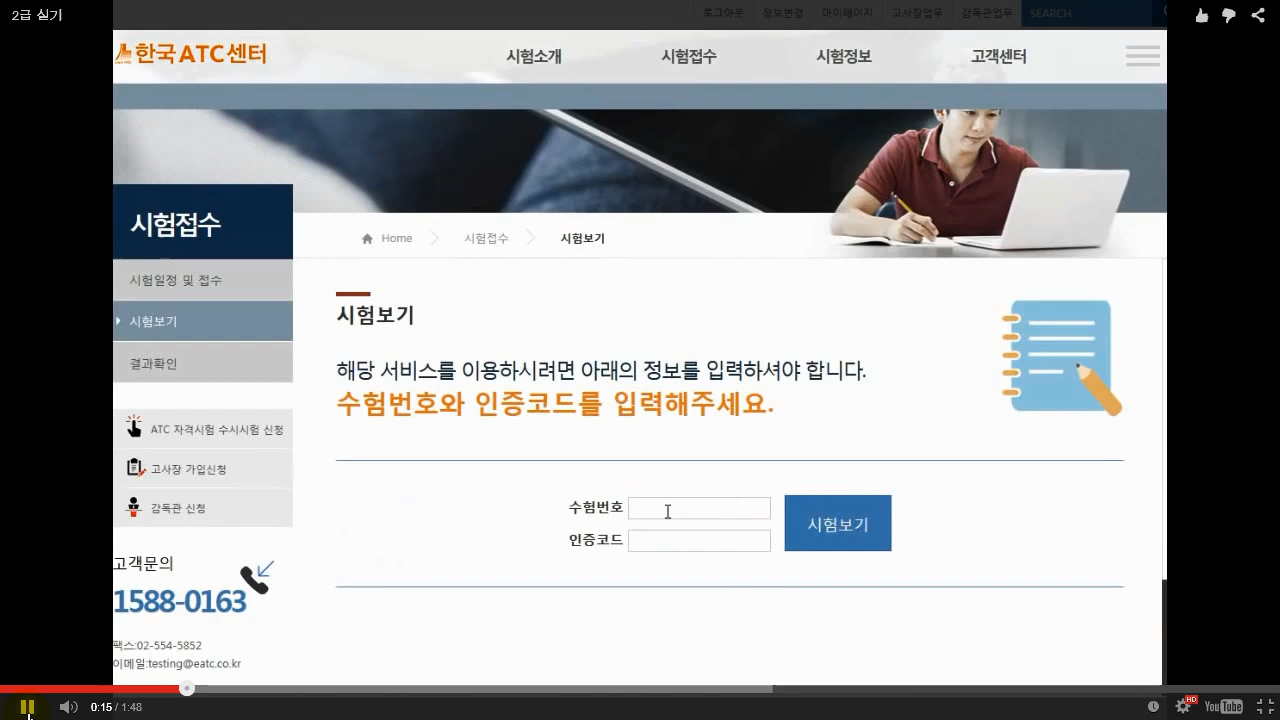 2급 실기
로그아웃 정보변경 마이페이지 고사장업무 감독관업무 SEARCH
한국ATC센터
시험소개 시험접수 시험정보 고객센터
시험접수
Home 시험접수 시험보기
시험일정 및 접수
시험보기
결과확인
시험보기
해당 서비스를 이용하시려면 아래의 정보를 입력하셔야 합니다.
수험번호와 인증코드를 입력해주세요.
ATC 자격시험 수시시험 신청
고사장 가입신청
감독관 신청
수험번호
인증코드
시험보기
고객문의
1588-0163
팩스:02-554-5852
이메일:testing@eatc.co.kr
0:15 / 1:48
HD
YouTube